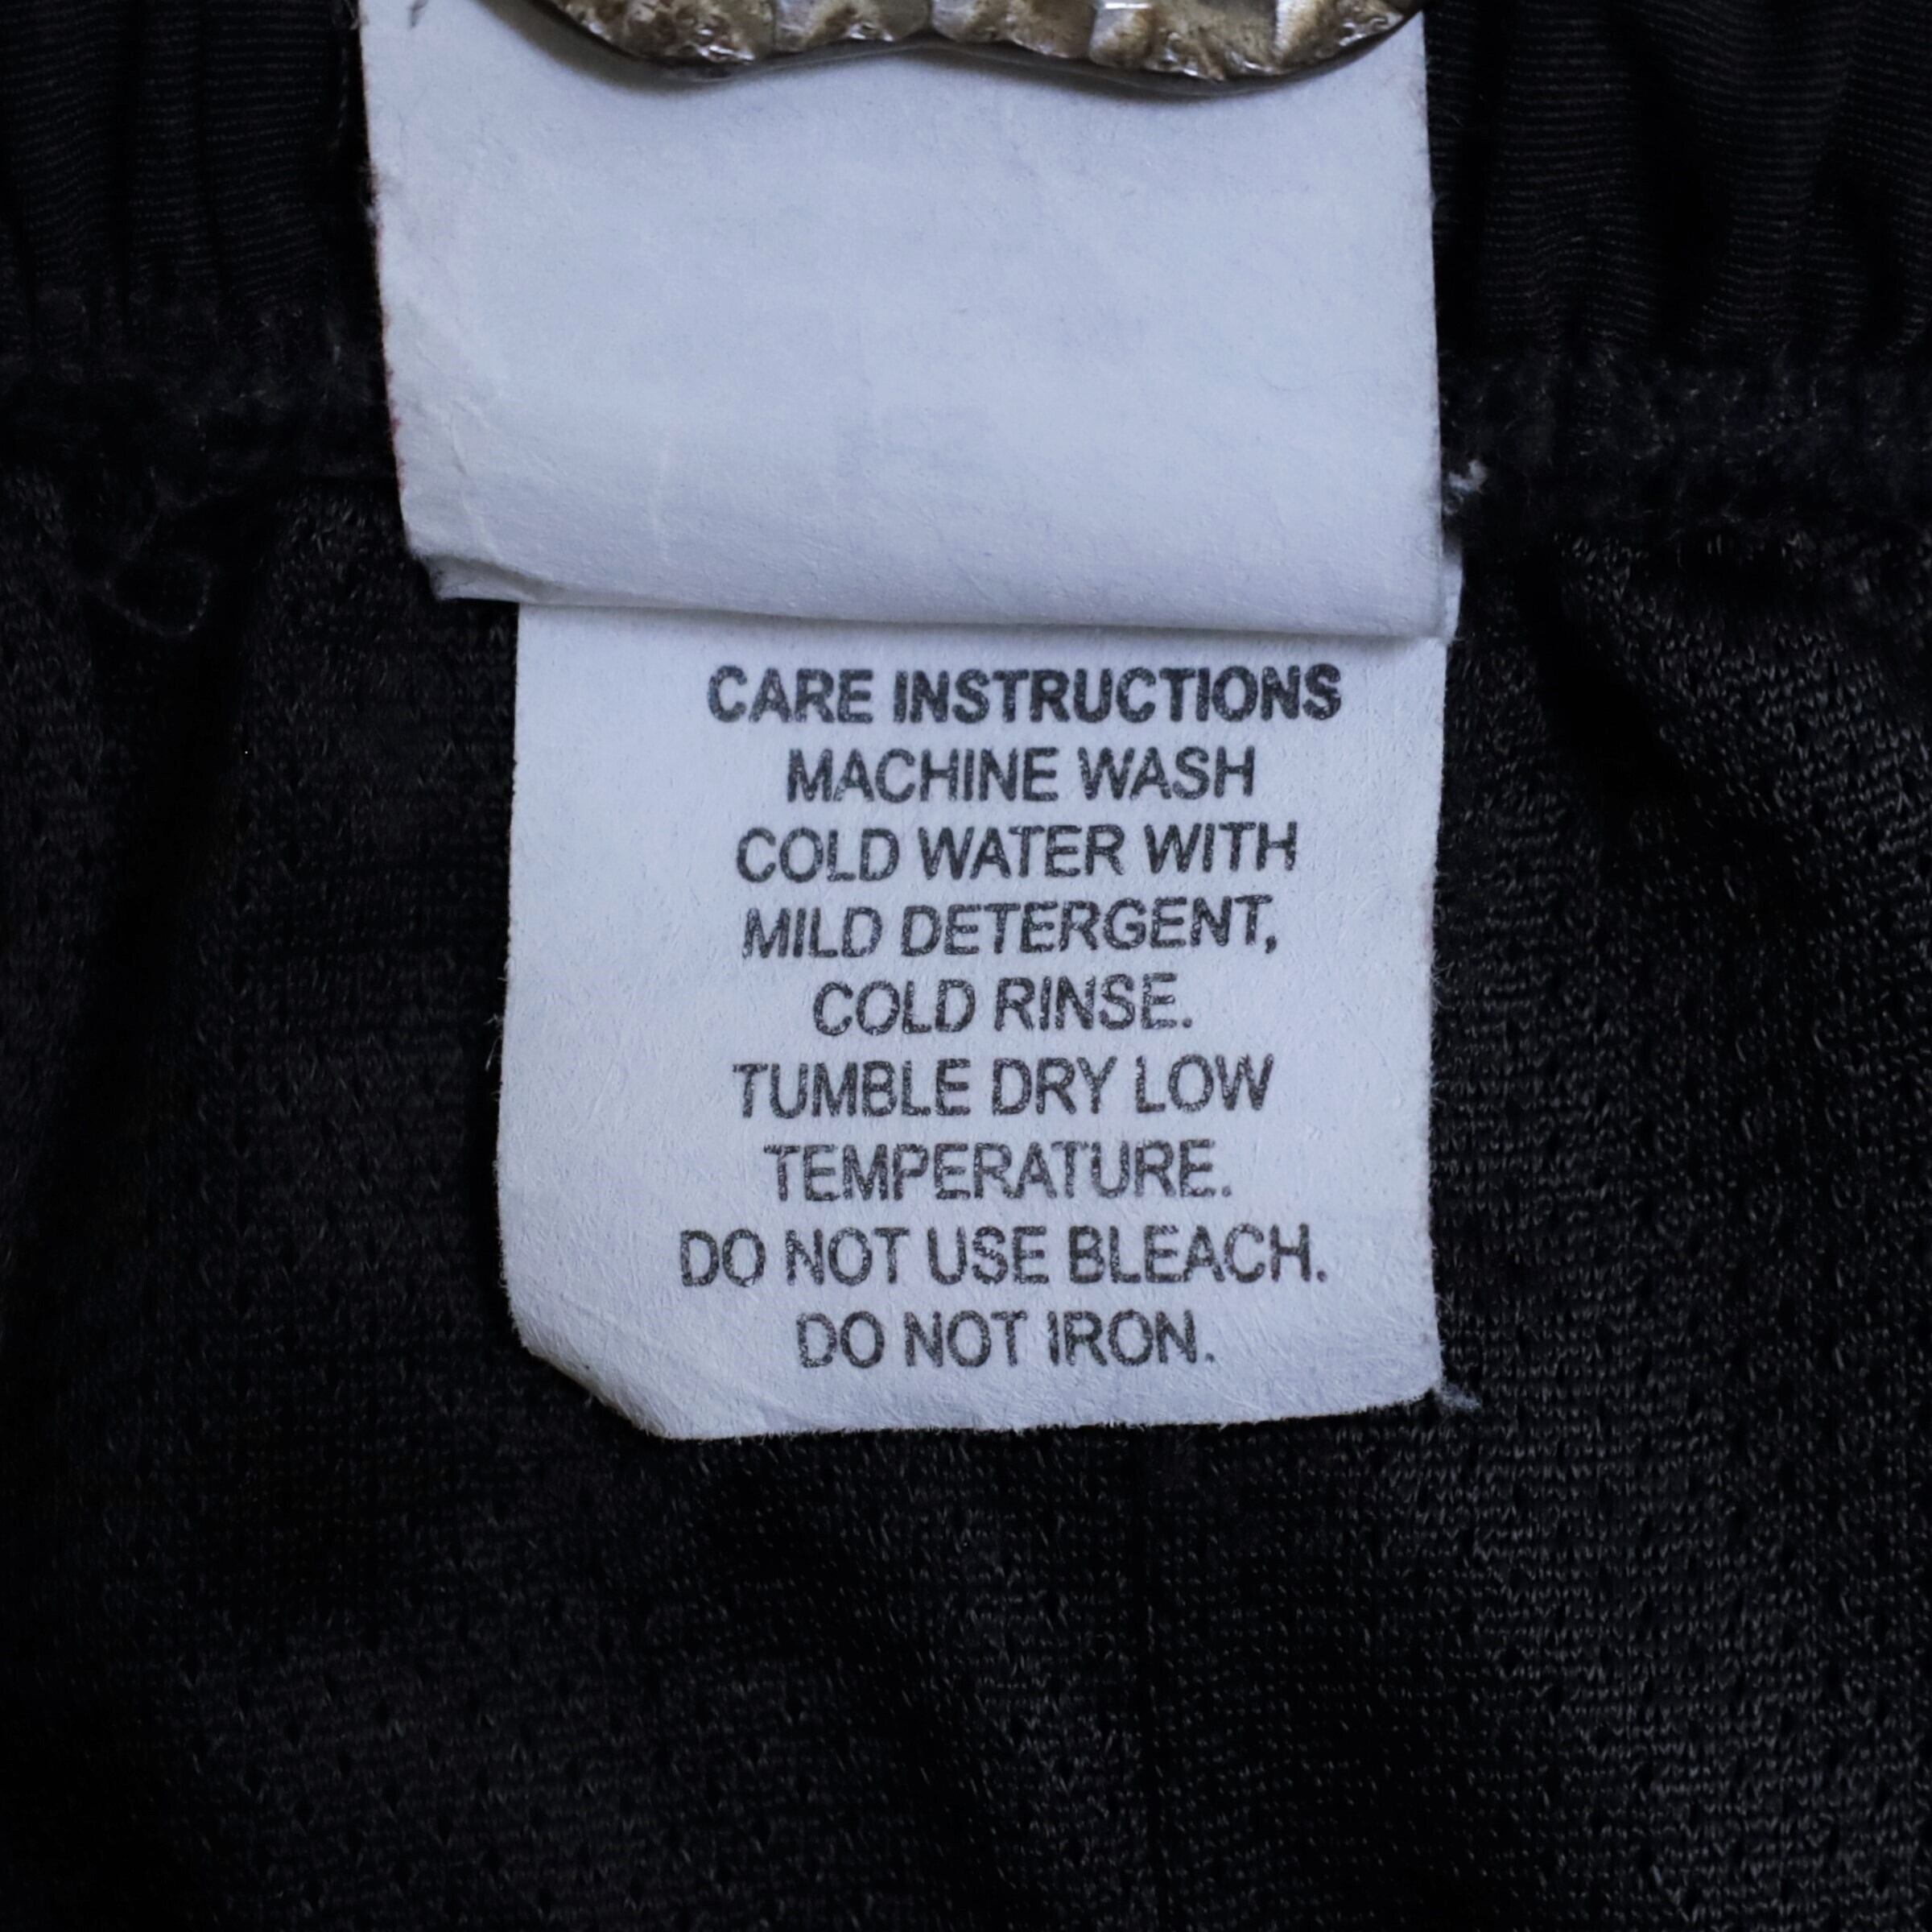 CARE INSTRUCTIONS
MACHINE WASH
COLD WATER WITH
MILD DETERGENT,
COLD RINSE.
TUMBLE DRY LOW
TEMPERATURE.
DO NOT USE BLEACH.
DO NOT IRON.